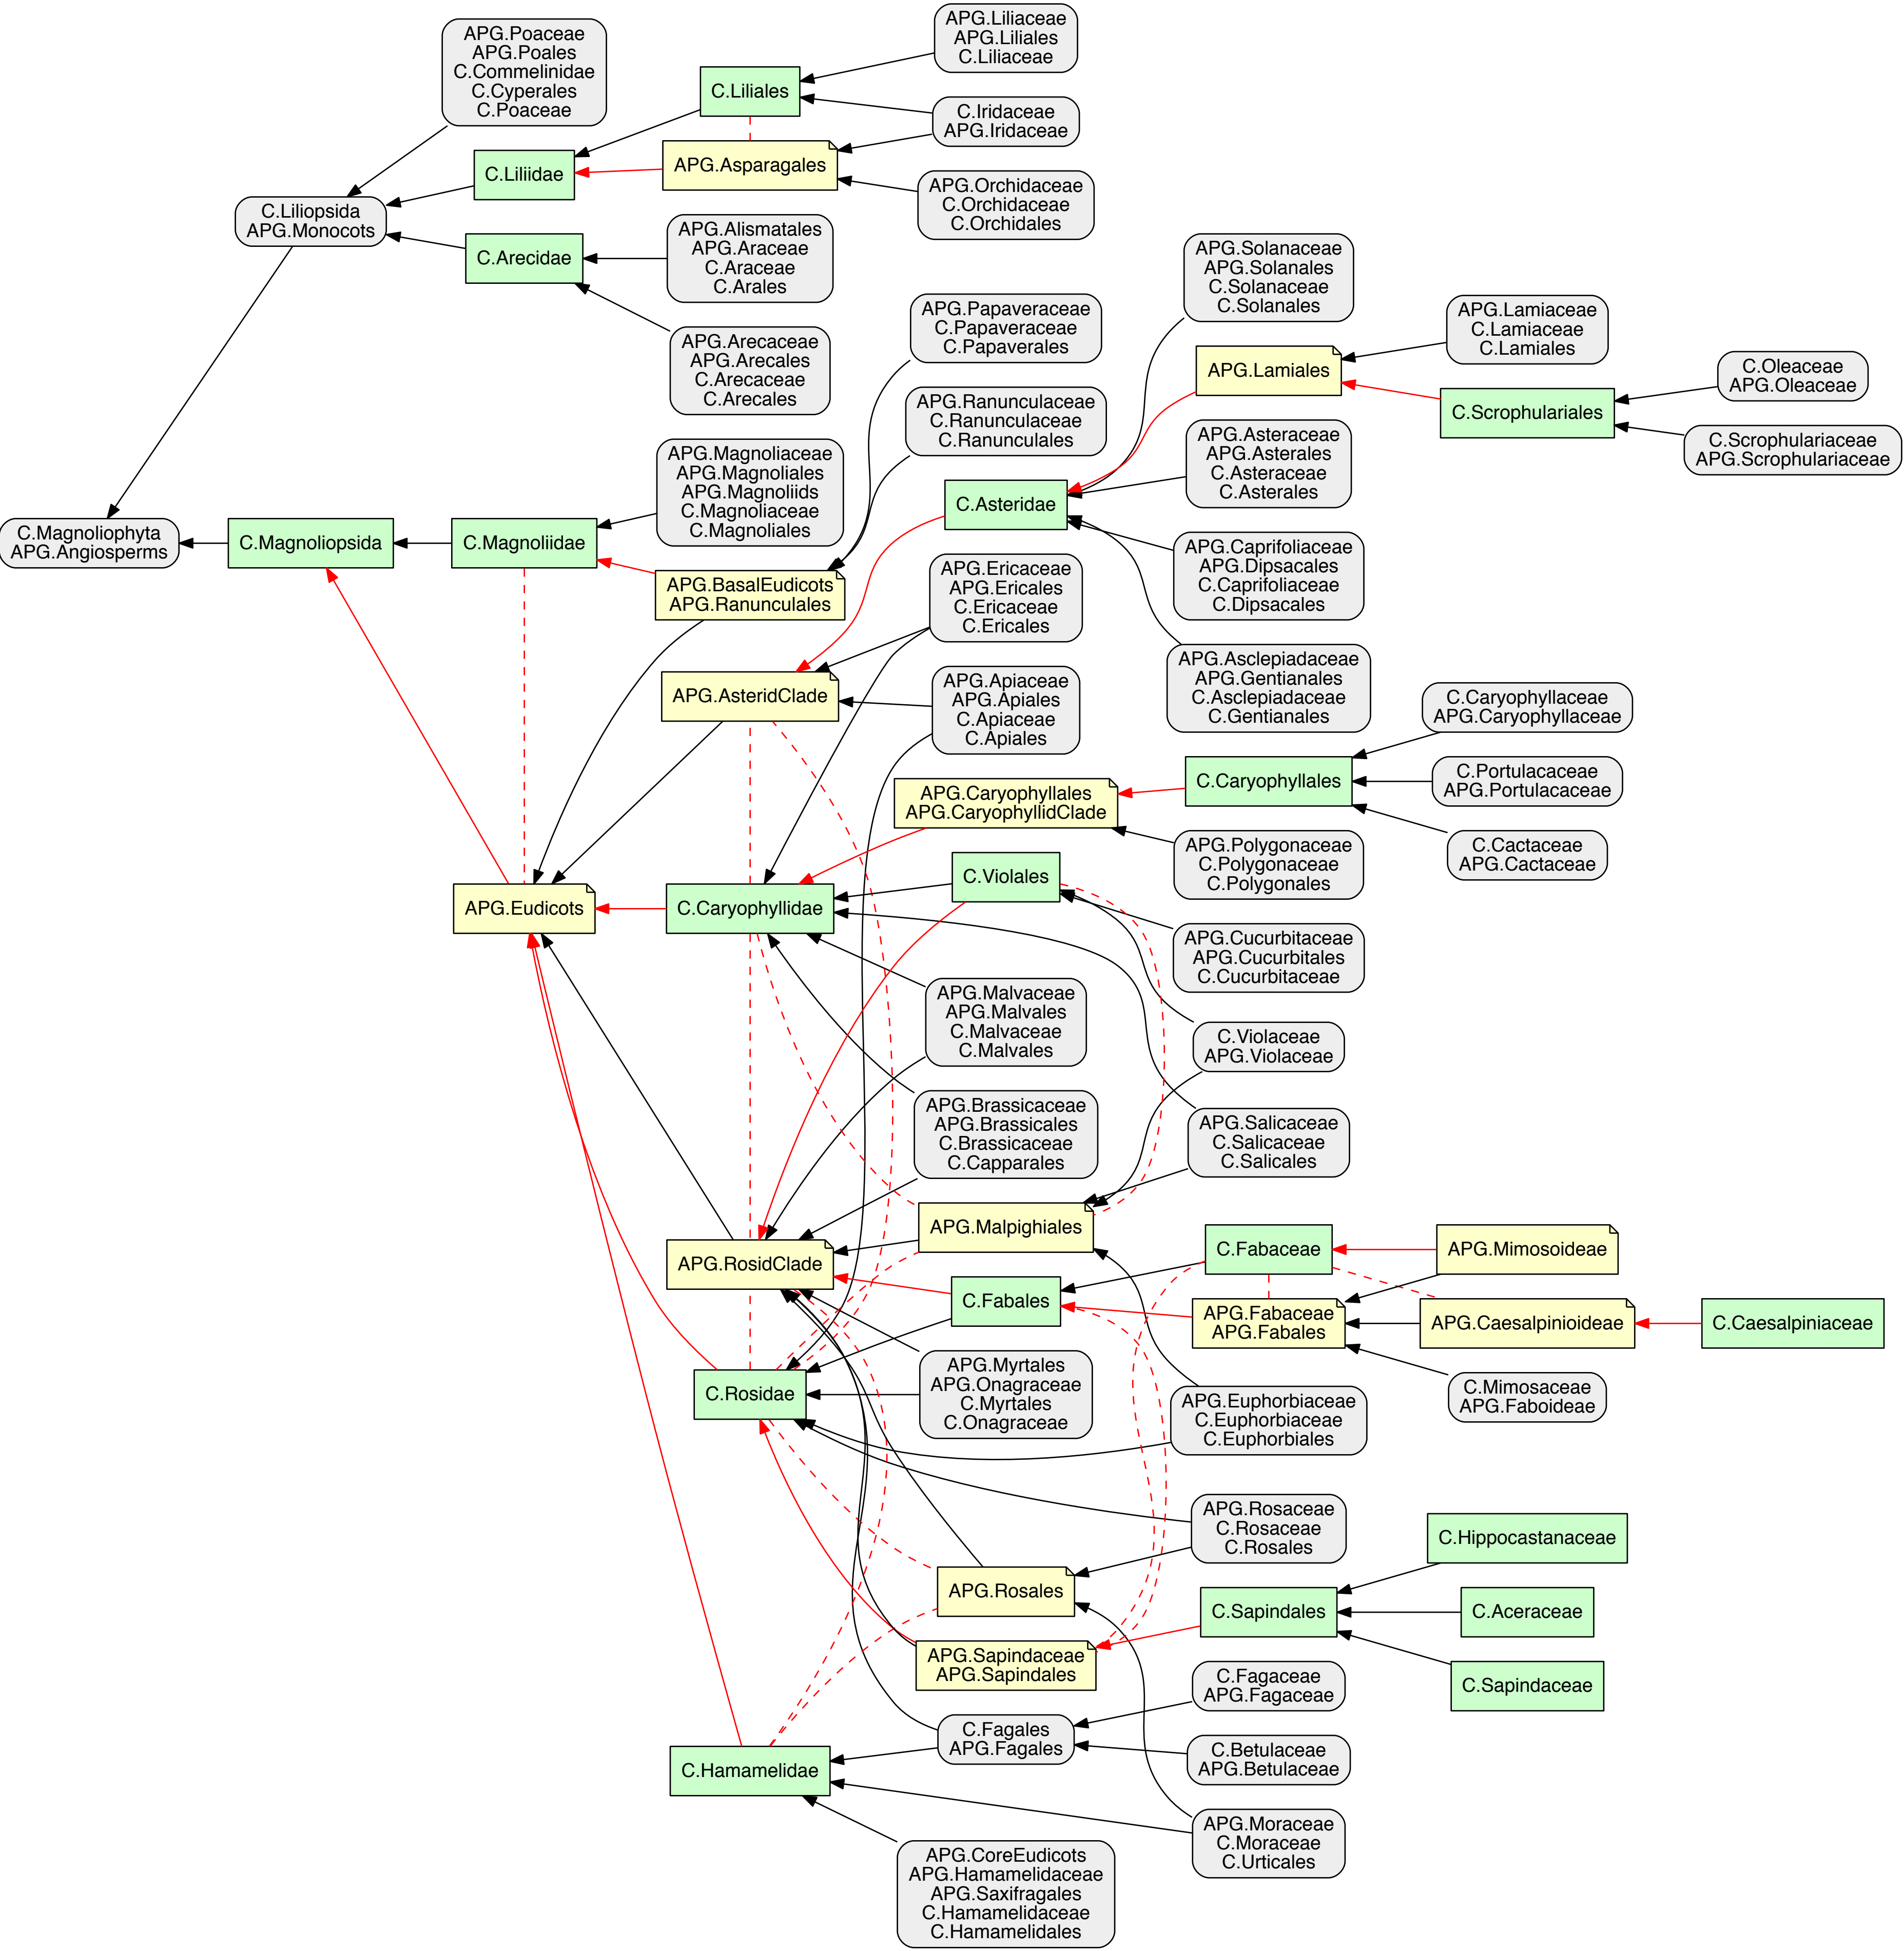 APG.Poaceae
APG.Poales
C.Commelinidae
C.Cyperales
C.Poaceae
C.Liliales
APG.Liliaceae
APG.Liliales
C.Liliaceae
C.Iridaceae
APG.Iridaceae
C.Liliidae
APG.Asparagales
APG.Orchidaceae
C.Orchidaceae
C.Orchidales
C.Liliopsida
APG.Monocots
C.Arecidae
APG.Alismatales
APG.Araceae
C.Araceae
C.Arales
APG.Arecaceae
APG.Arecales
C.Arecaceae
C.Arecales
APG.Papaveraceae
C.Papaveraceae
C.Papaverales
APG.Solanaceae
APG.Solanales
C.Solanaceae
C.Solanales
APG.Lamiaceae
C.Lamiaceae
C.Lamiales
APG.Lamiales
C.Oleaceae
APG.Oleaceae
C.Scrophulariales
C.Scrophulariaceae
APG.Scrophulariaceae
APG.Ranunculaceae
C.Ranunculaceae
C.Ranunculales
APG.Asteraceae
APG.Asterales
C.Asteraceae
C.Asterales
APG.Magnoliaceae
APG.Magnoliales
APG.Magnoliids
C.Magnoliaceae
C.Magnoliales
C.Asteridae
C.Magnoliophyta
APG.Angiosperms
C.Magnoliopsida
C.Magnoliidae
APG.BasalEudicots
APG.Ranunculales
APG.Caprifoliaceae
APG.Dipsacales
C.Caprifoliaceae
C.Dipsacales
APG.Ericaceae
APG.Ericales
C.Ericaceae
C.Ericales
APG.Asclepiadaceae
APG.Gentianales
C.Asclepiadaceae
C.Gentianales
APG.AsteridClade
APG.Apiaceae
APG.Apiales
C.Apiaceae
C.Apiales
C.Caryophyllaceae
APG.Caryophyllaceae
C.Caryophyllales
C.Portulacaceae
APG.Portulacaceae
APG.Caryophyllales
APG.CaryophyllidClade
C.Cactaceae
APG.Cactaceae
APG.Polygonaceae
C.Polygonaceae
C.Polygonales
C.Violales
APG.Eudicots
C.Caryophyllidae
APG.Cucurbitaceae
APG.Cucurbitales
C.Cucurbitaceae
APG.Malvaceae
APG.Malvales
C.Malvaceae
C.Malvales
C.Violaceae
APG.Violaceae
APG.Brassicaceae
APG.Brassicales
C.Brassicaceae
C.Capparales
APG.Salicaceae
C.Salicaceae
C.Salicales
APG.Malpighiales
APG.RosidClade
C.Fabaceae
APG.Mimosoideae
C.Fabales
APG.Fabaceae
APG.Fabales
APG.Caesalpinioideae
C.Caesalpiniaceae
C.Rosidae
APG.Myrtales
APG.Onagraceae
C.Myrtales
C.Onagraceae
C.Mimosaceae
APG.Faboideae
APG.Euphorbiaceae
C.Euphorbiaceae
C.Euphorbiales
APG.Rosaceae
C.Rosaceae
C.Rosales
C.Hippocastanaceae
APG.Rosales
C.Sapindales
C.Aceraceae
APG.Sapindaceae
APG.Sapindales
C.Sapindaceae
C.Fagaceae
APG.Fagaceae
C.Fagales
APG.Fagales
C.Betulaceae
APG.Betulaceae
C.Hamamelidae
APG.Moraceae
C.Moraceae
C.Urticales
APG.CoreEudicots
APG.Hamamelidaceae
APG.Saxifragales
C.Hamamelidaceae
C.Hamamelidales